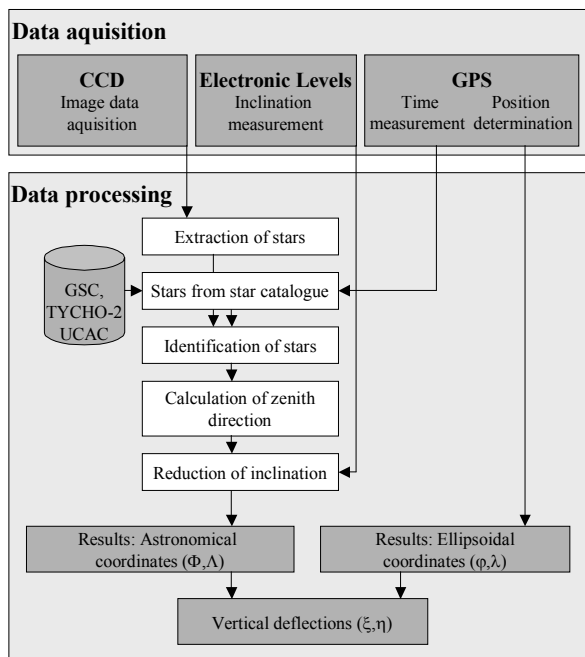 Data aquisition
CCD
Image data
aquisition
Electronic Levels
Inclination
measurement
GPS
Time
measurement
Position
determination
Data processing
Extraction of stars
GSC,
TYCHO-2
UCAC
Stars from star catalogue
Identification of stars
Calculation of zenith
direction
Reduction of inclination
Results: Astronomical
coordinates (Φ,Λ)
Results: Ellipsoidal
coordinates (φ,λ)
Vertical deflections (ξ,η)